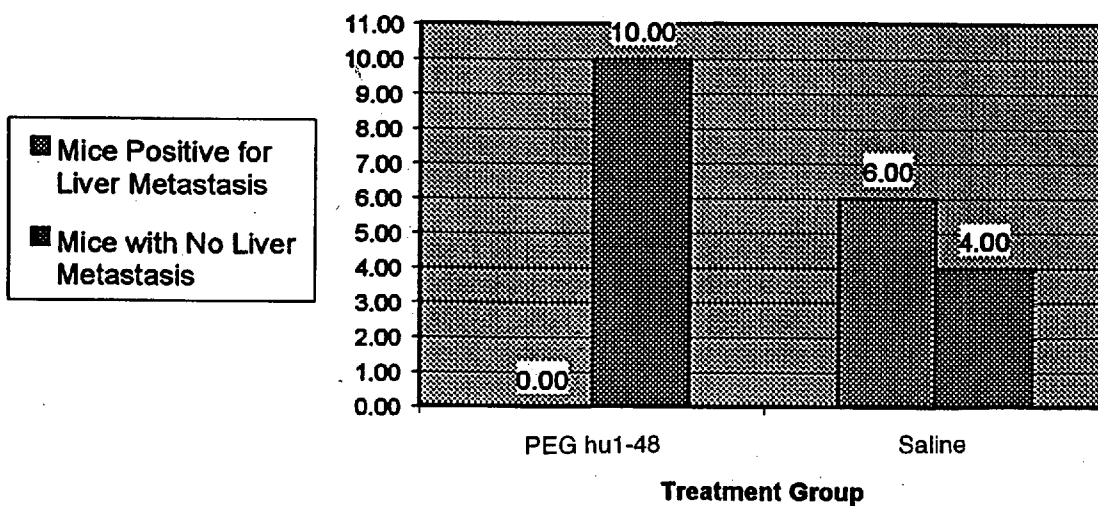 Mice Positive for
Liver Metastasis
Mice with No Liver
Metastasis
11.00
10.00
9.00
8.00
7.00
6.00
5.00
4.00
3.00
2.00
1.00
0.00
0.00
10.00
6.00
4.00
PEG hu1-48
Saline
Treatment Group